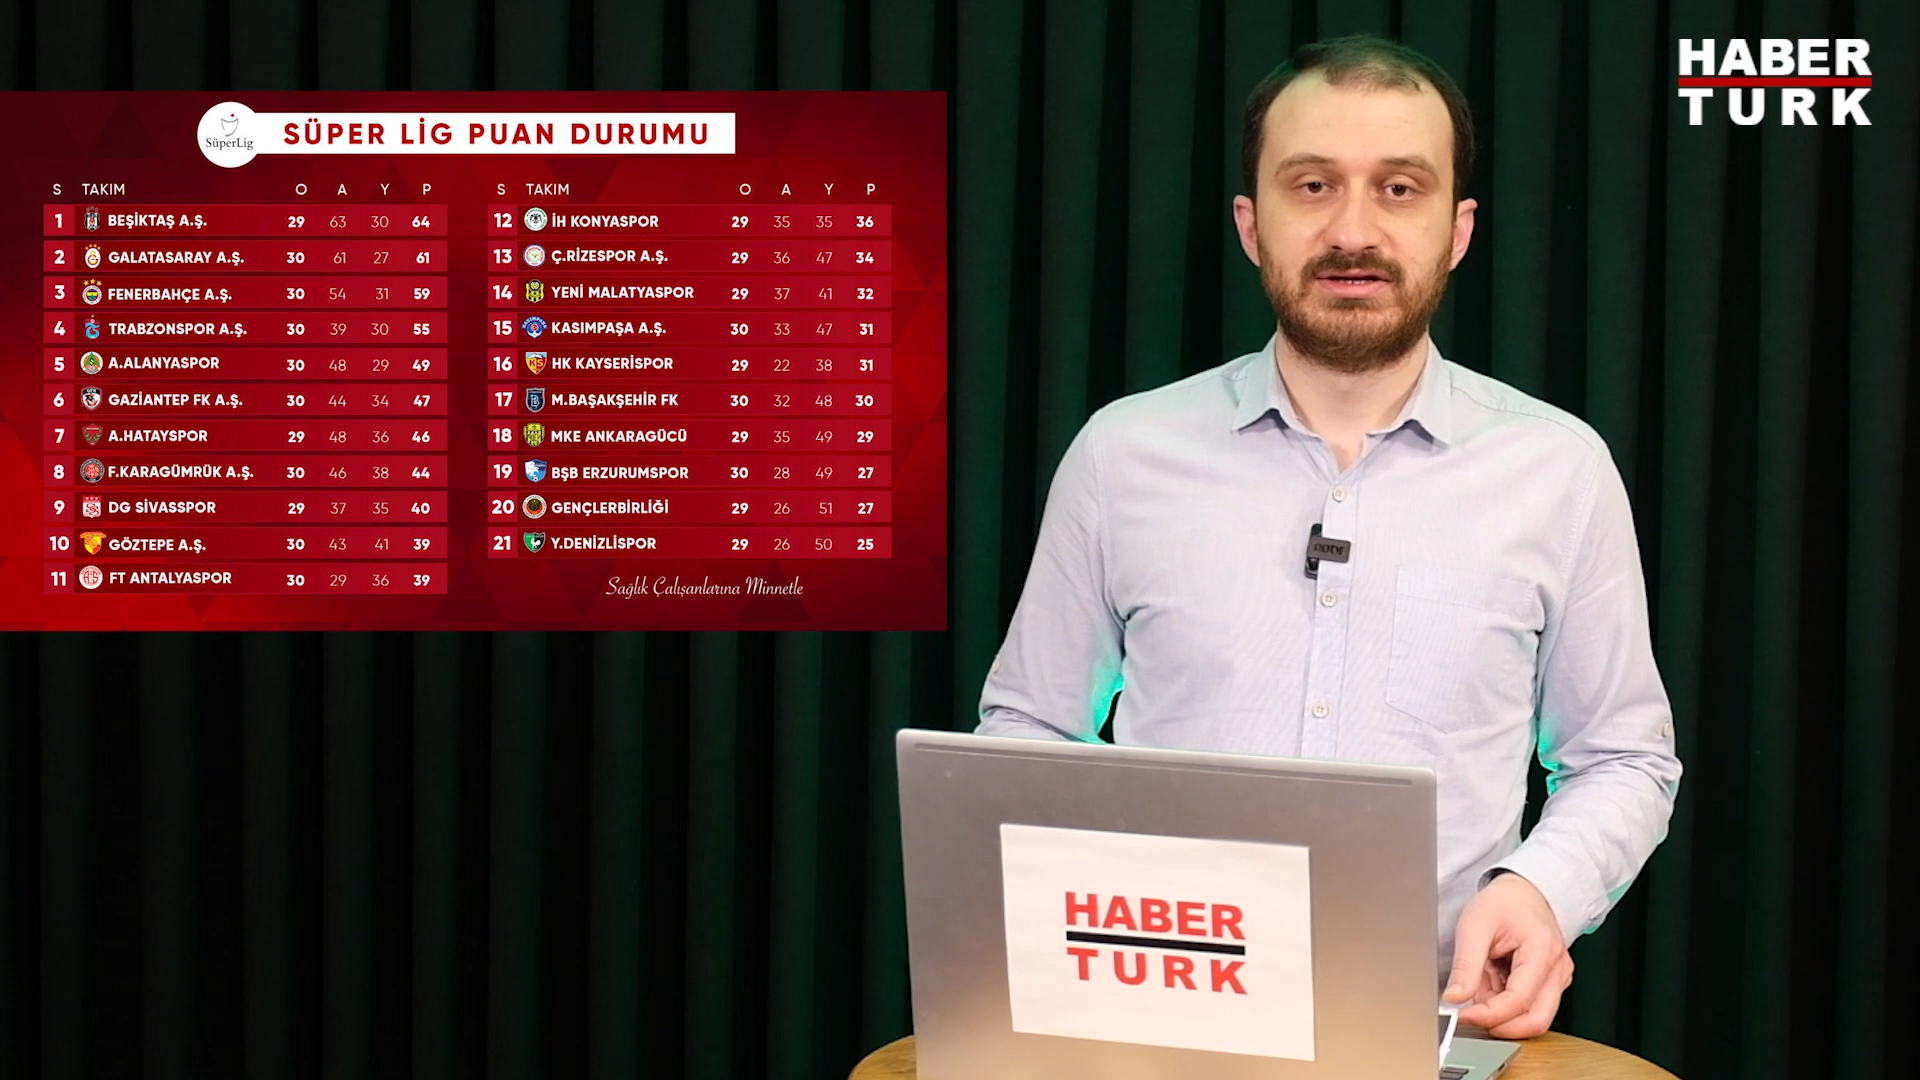 HABER
TURK
SüperLig
SÜPER LİG PUAN DURUMU
S TAKIM O A Y P
1 BEŞİKTAŞ A.Ş. 29 63 30 64
2 GALATASARAY A.Ş. 30 61 27 61
3 FENERBAHÇE A.Ş. 30 54 31 59
4 TRABZONSPOR A.Ş. 30 39 30 55
5 A.ALANYASPOR 30 48 29 49
6 GAZİANTEP FK A.Ş. 30 44 34 47
7 A.HATAYSPOR 29 48 36 46
8 F.KARAGÜMRÜK A.Ş. 30 46 38 44
9 DG SİVASSPOR 29 37 35 40
10 GÖZTEPE A.Ş. 30 43 41 39
11 FT ANTALYASPOR 30 29 36 39
S TAKIM O A Y P
12 İH KONYASPOR 29 35 35 36
13 Ç.RİZESPOR A.Ş. 29 36 47 34
14 YENİ MALATYASPOR 29 37 41 32
15 KASIMPAŞA A.Ş. 30 33 47 31
16 HK KAYSERİSPOR 29 22 38 31
17 M.BAŞAKŞEHİR FK 30 32 48 30
18 MKE ANKARAGÜCÜ 29 35 49 29
19 BŞB ERZURUMSPOR 30 28 49 27
20 GENÇLERBİRLİĞİ 29 26 51 27
21 Y.DENİZLİSPOR 29 26 50 25
Sağlık Çalışanlarına Minnetle
RODE
HABER
TURK